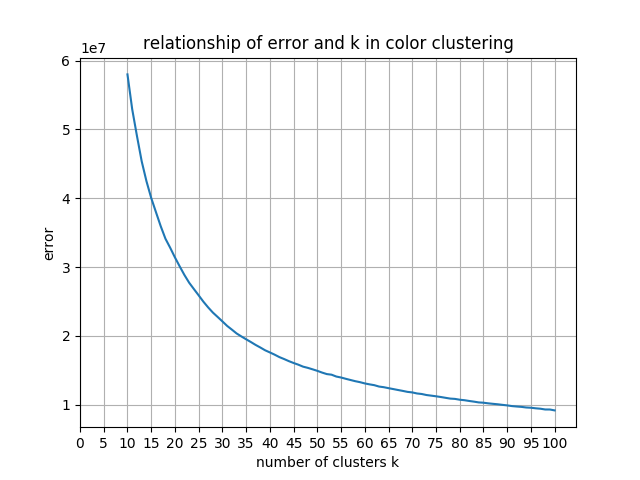 relationship of error and k in color clustering
1e7
6
5
4
3
2
1
error
0 5 10 15 20 25 30 35 40 45 50 55 60 65 70 75 80 85 90 95 100
number of clusters k